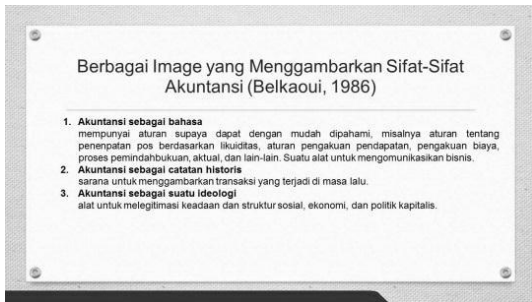 Berbagai Image yang Menggambarkan Sifat-Sifat
Akuntansi (Belkaoui, 1986)
1. Akuntansi sebagai bahasa
mempunyai aturan supaya dapat dengan mudah dipahami, misalnya aturan tentang
penenpatan pos berdasarkan likuiditas, aturan pengakuan pendapatan, pengakuan biaya,
proses pemindahbukuan, aktual, dan lain-lain. Suatu alat untuk mengomunikasikan bisnis.
2. Akuntansi sebagai catatan historis
sarana untuk menggambarkan transaksi yang terjadi di masa lalu.
3. Akuntansi sebagai suatu ideologi
alat untuk melegitimasi keadaan dan struktur sosial, ekonomi, dan politik kapitalis.